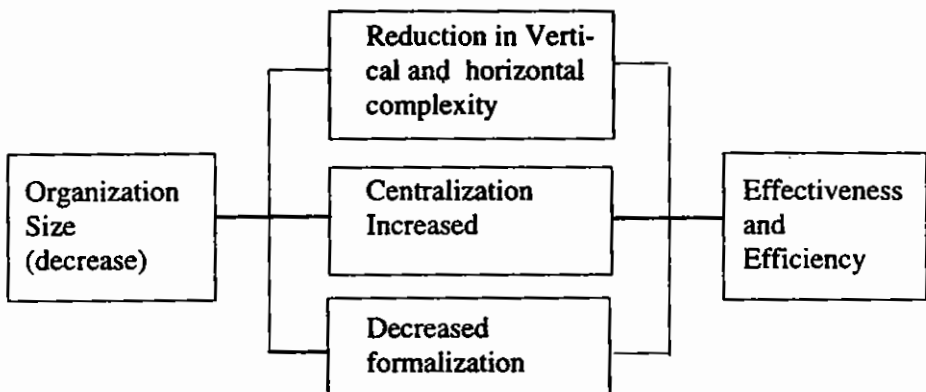 Reduction in Verti-
cal and horizontal
complexity
Organization
Size
(decrease)
Centralization
Increased
Effectiveness
and
Efficiency
Decreased
formalization